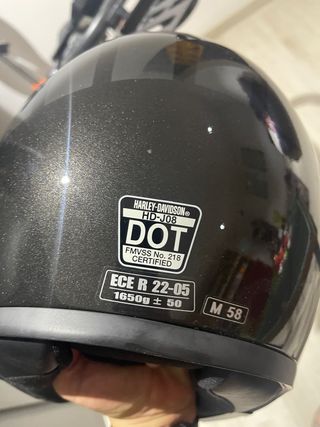 HARLEY-DAVIDSON®
HD-J08
DOT
FMVSS No. 218
CERTIFIED
ECE R 22-05
1650g ± 50
M 58